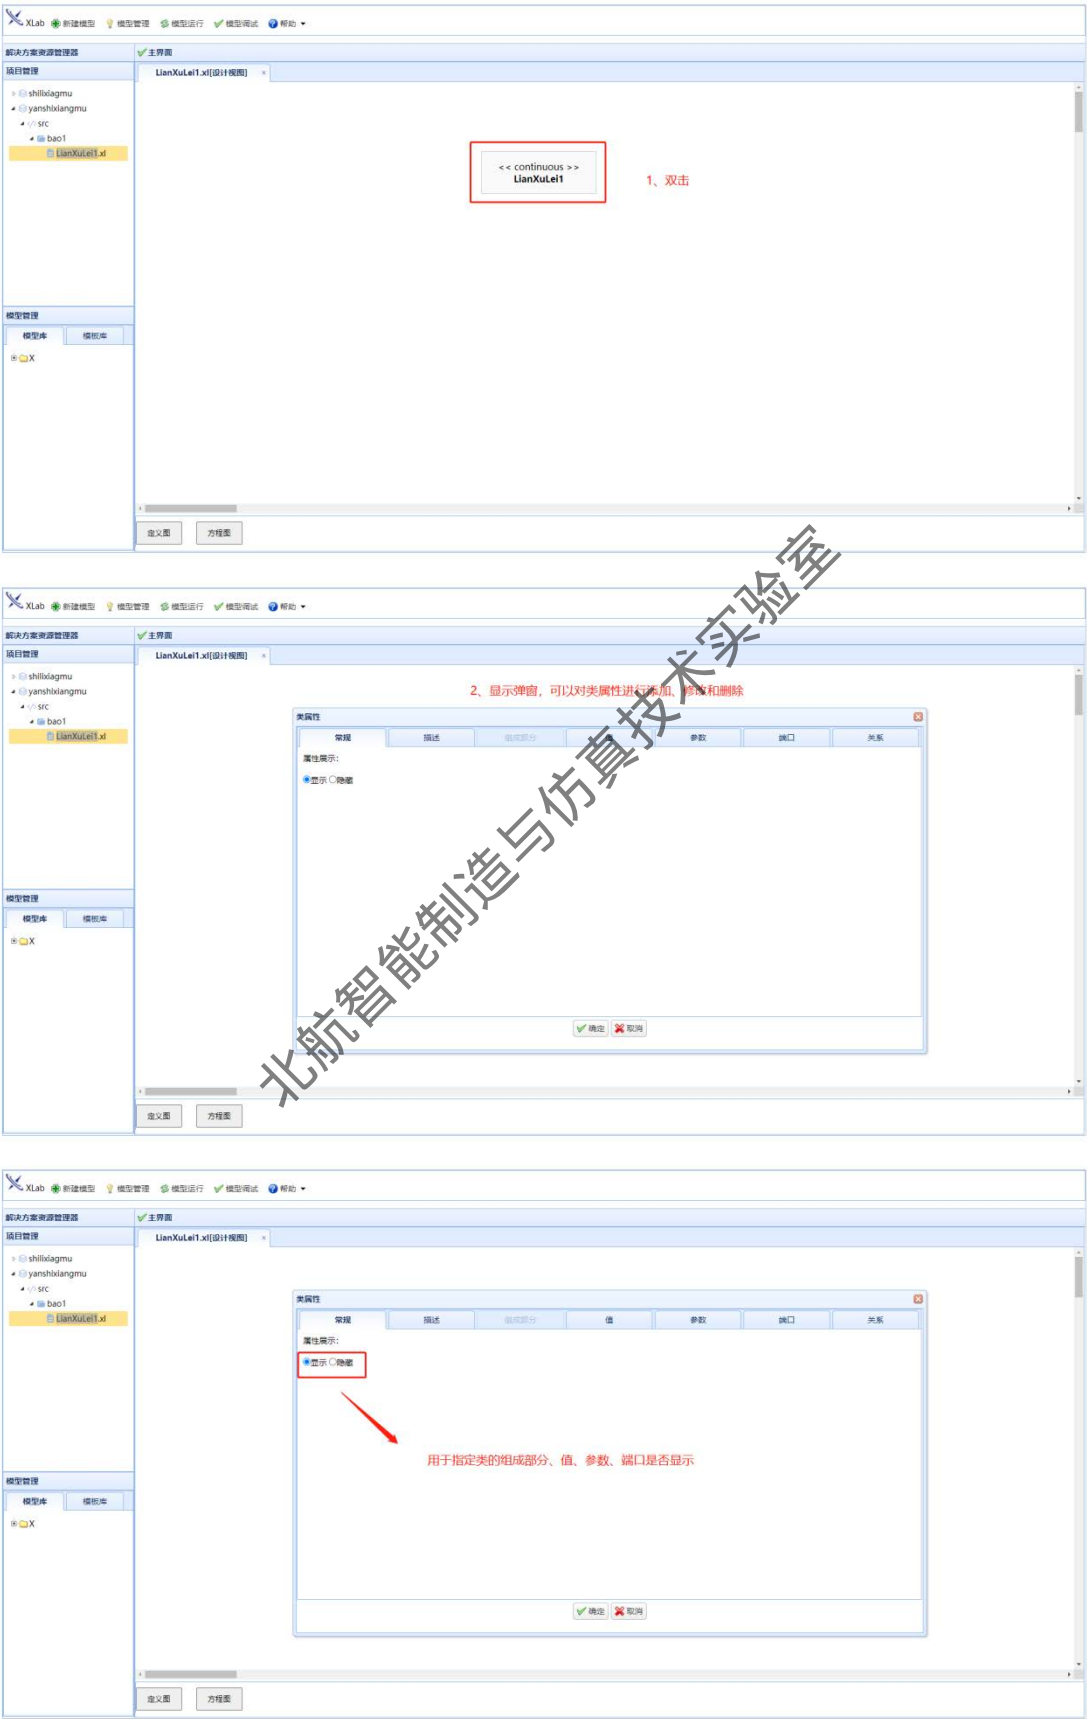 XLab 新建模型 模型管理 模型运行 模型调试 帮助
解决方案资源管理器 主界面
项目管理 LianXuLei1.xl[设计视图] ×
shilixiagmu
yanshixiangmu
src
bao1
LianXuLei1.xl
<< continuous >>
LianXuLei1
1、双击
模型管理
模型库 模板库
X
定义图 方程图
XLab 新建模型 模型管理 模型运行 模型调试 帮助
解决方案资源管理器 主界面
项目管理 LianXuLei1.xl[设计视图] ×
shilixiagmu
yanshixiangmu
src
bao1
LianXuLei1.xl
2、显示弹窗，可以对类属性进行添加、修改和删除
类属性
常规 描述 组成部分 值 参数 端口 关系
属性展示:
显示 隐藏
模型管理
模型库 模板库
X
确定 取消
定义图 方程图
北航智能制造与仿真技术实验室
XLab 新建模型 模型管理 模型运行 模型调试 帮助
解决方案资源管理器 主界面
项目管理 LianXuLei1.xl[设计视图] ×
shilixiagmu
yanshixiangmu
src
bao1
LianXuLei1.xl
类属性
常规 描述 组成部分 值 参数 端口 关系
属性展示:
显示 隐藏
用于指定类的组成部分、值、参数、端口是否显示
模型管理
模型库 模板库
X
确定 取消
定义图 方程图